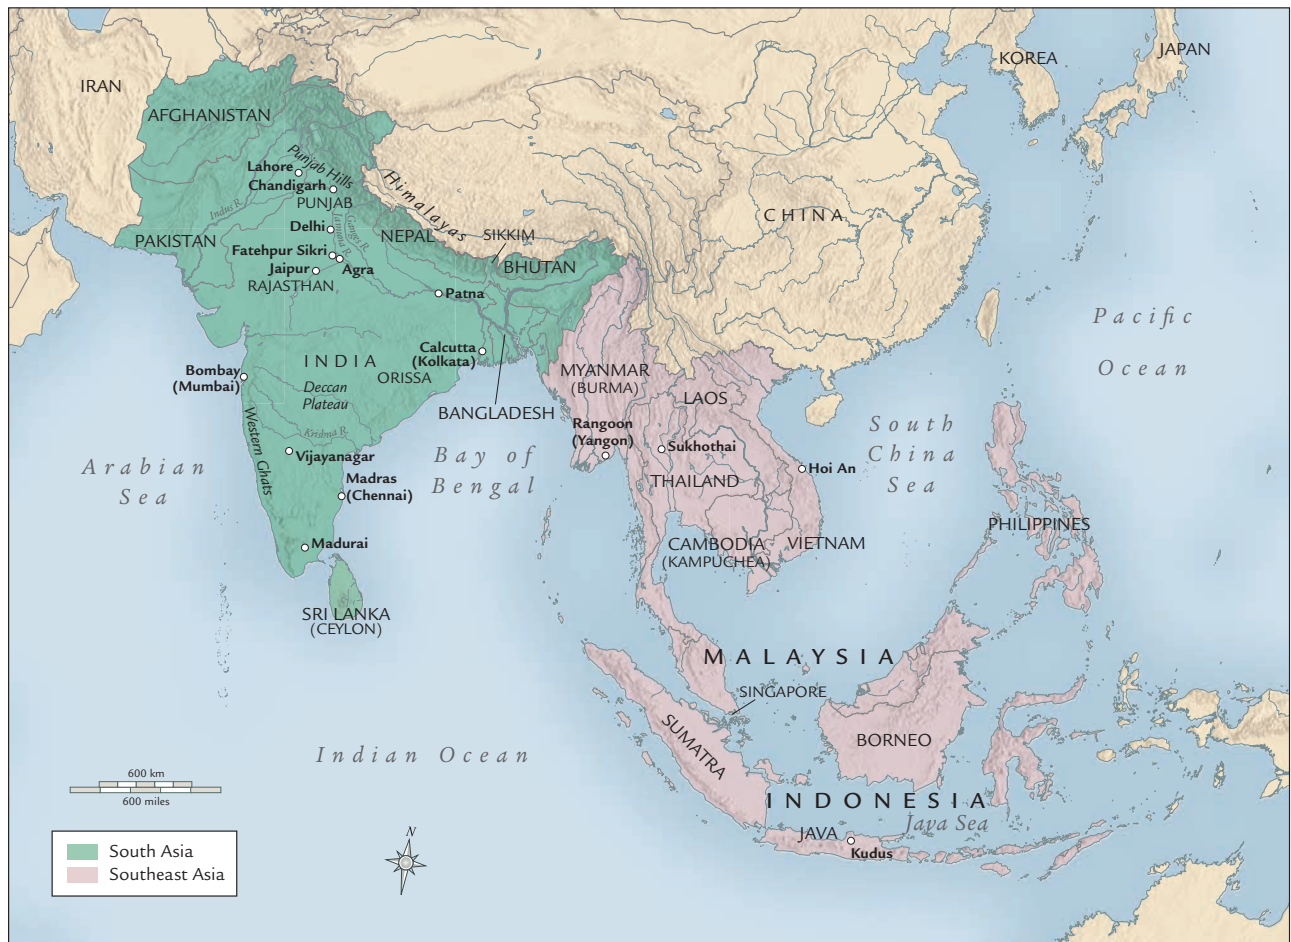 IRAN
AFGHANISTAN
KOREA
JAPAN
Lahore
Punjab Hills
Chandigarh
PUNJAB
Himalayas
Indus R.
Jamuna R.
Ganges R.
CHINA
Delhi
PAKISTAN
NEPAL
SIKKIM
Fatehpur Sikri
Agra
Jaipur
RAJASTHAN
BHUTAN
Patna
Pacific
Ocean
Calcutta
(Kolkata)
INDIA
ORISSA
Bombay
(Mumbai)
Deccan
Plateau
BANGLADESH
MYANMAR
(BURMA)
LAOS
Western Ghats
Krishna R.
Rangoon
(Yangon)
Sukhothai
South
China
Sea
Arabian
Sea
Vijayanagar
Bay of
Bengal
Hoi An
Madras
(Chennai)
THAILAND
PHILIPPINES
Madurai
CAMBODIA
(KAMPUCHEA)
VIETNAM
SRI LANKA
(CEYLON)
MALAYSIA
SINGAPORE
SUMATRA
BORNEO
Indian Ocean
600 km
600 miles
INDONESIA
Java Sea
JAVA
Kudus
N
South Asia
Southeast Asia